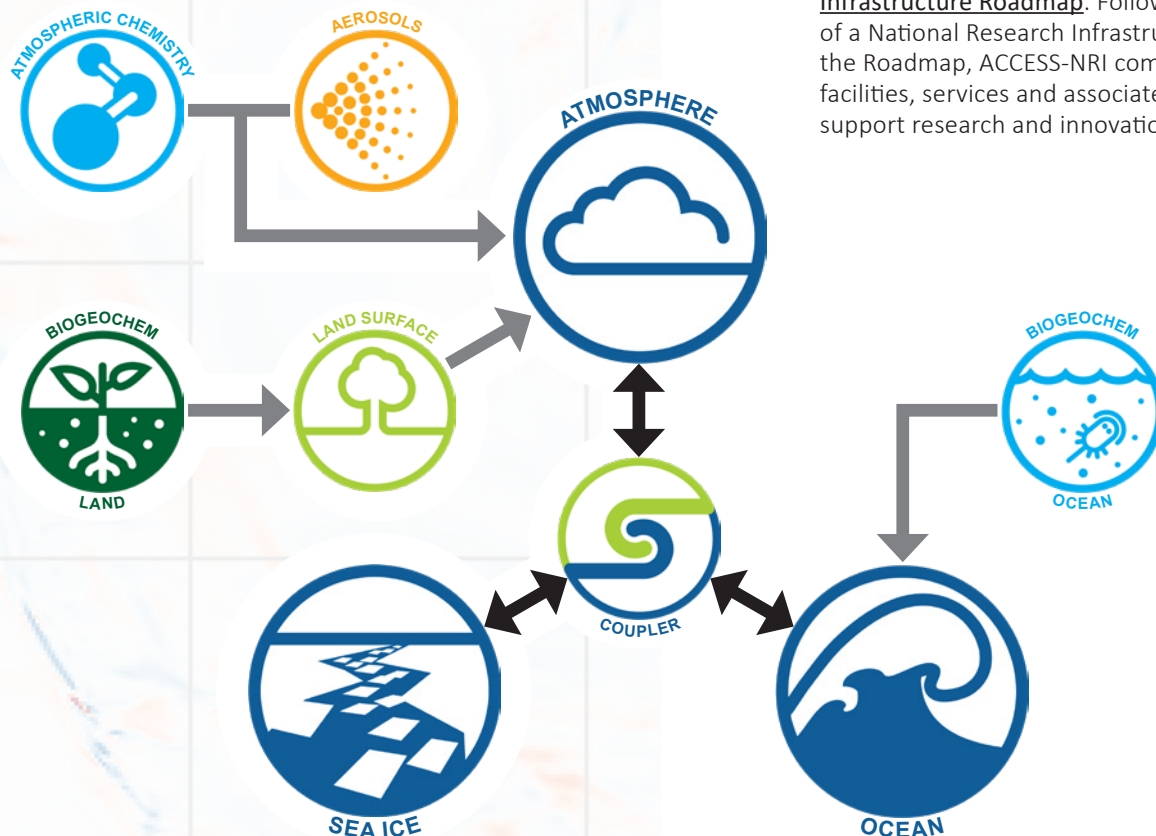 Infrastructure Roadmap. Follow
of a National Research Infrastru
the Roadmap, ACCESS-NRI com
facilities, services and associate
support research and innovatio
ATMOSPHERIC CHEMISTRY
AEROSOLS
ATMOSPHERE
BIOGEOCHEM
LAND
LAND SURFACE
BIOGEOCHEM
OCEAN
COUPLER
SEA ICE
OCEAN